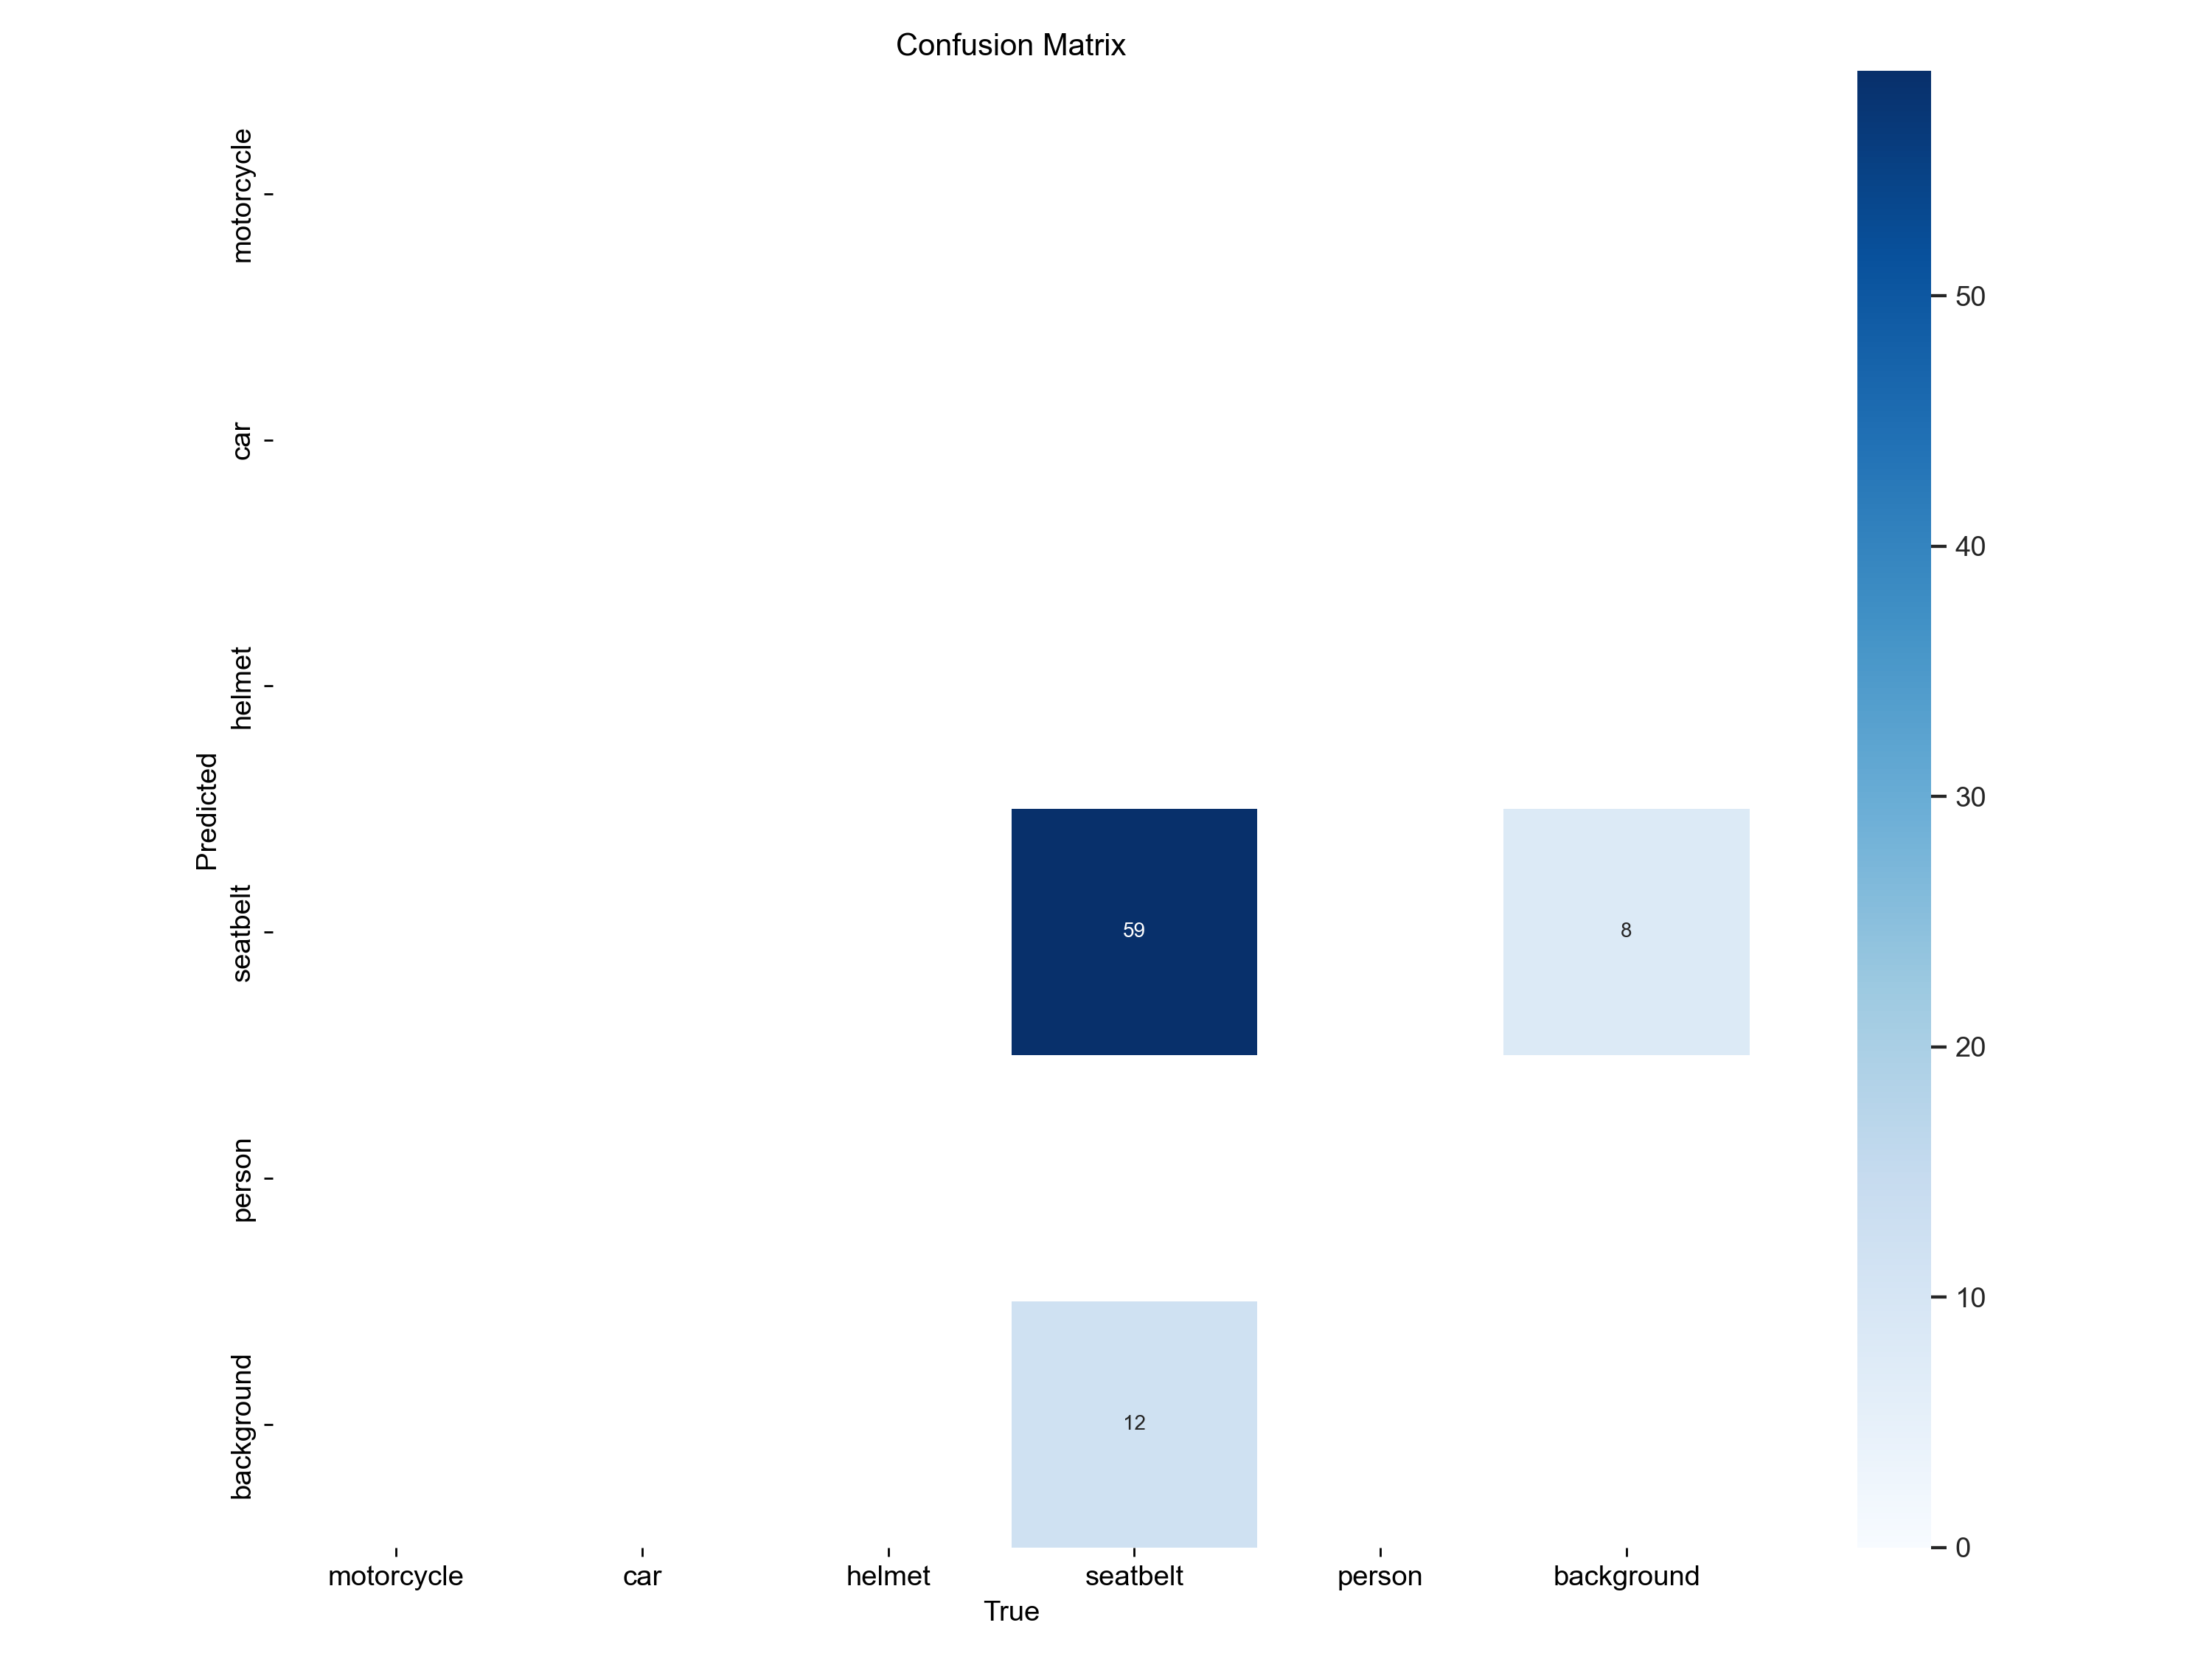 Confusion Matrix
motorcycle
car
helmet
seatbelt
person
background
Predicted
59
8
12
motorcycle
car
helmet
seatbelt
person
background
True
50
40
30
20
10
0